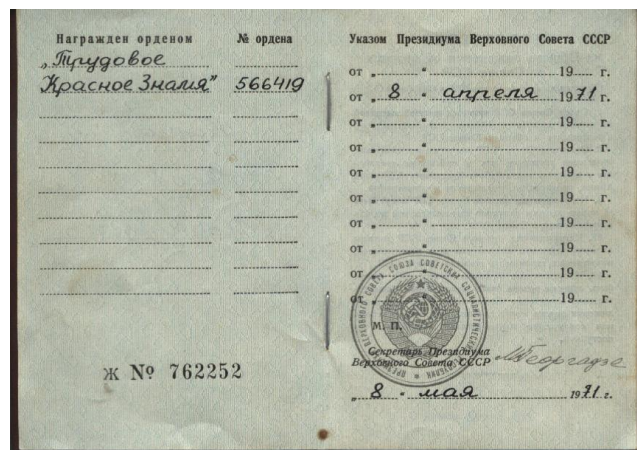 Награжден орденом № ордена
„Трудовое
Красное Знамя" 566419
Ж № 762252
Указом Президиума Верховного Совета СССР
от „ " 19 г.
от „ 8 " апреля 1971 г.
от „ " 19 г.
от „ " 19 г.
от „ " 19 г.
от „ " 19 г.
от „ " 19 г.
от „ " 19 г.
от „ " 19 г.
от „ " 19 г.
М. П.
Секретарь Президиума
Верховного Совета СССР
МГеоргадзе
„ 8 " мая 1971 г.